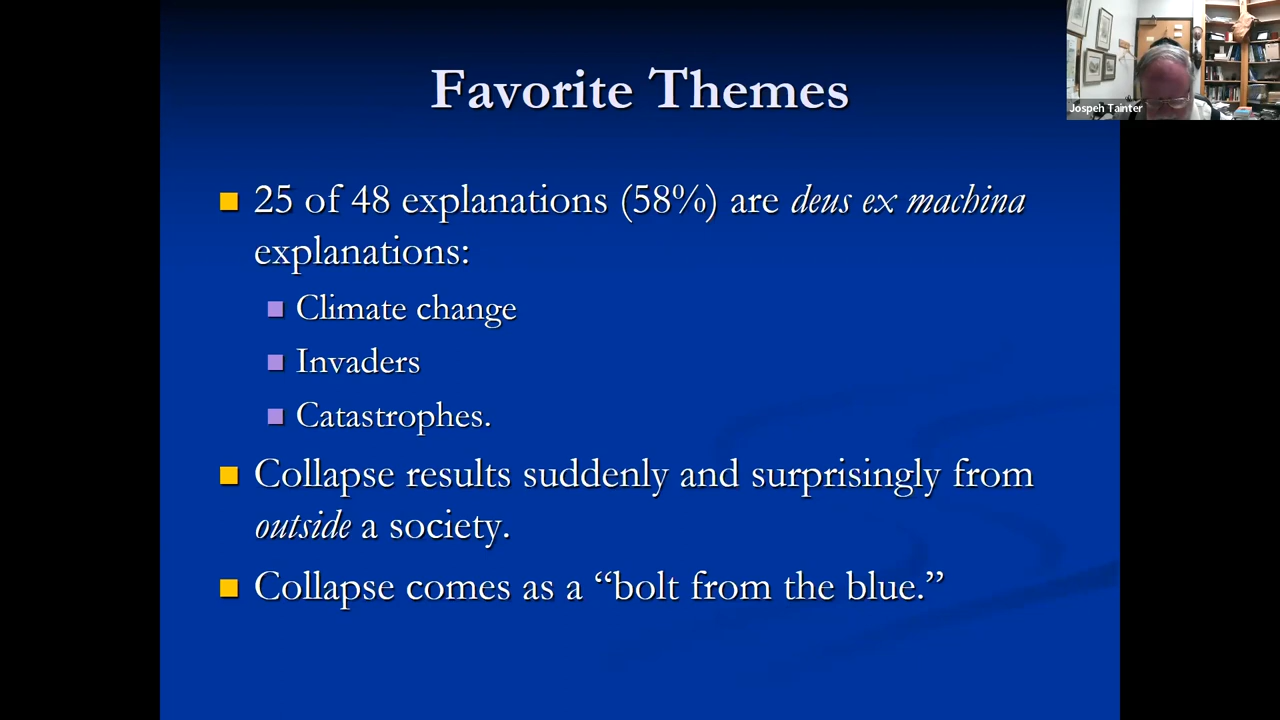 Favorite Themes
Jospeh Tainter
25 of 48 explanations (58%) are deus ex machina
explanations:
Climate change
Invaders
Catastrophes.
Collapse results suddenly and surprisingly from
outside a society.
Collapse comes as a “bolt from the blue.”